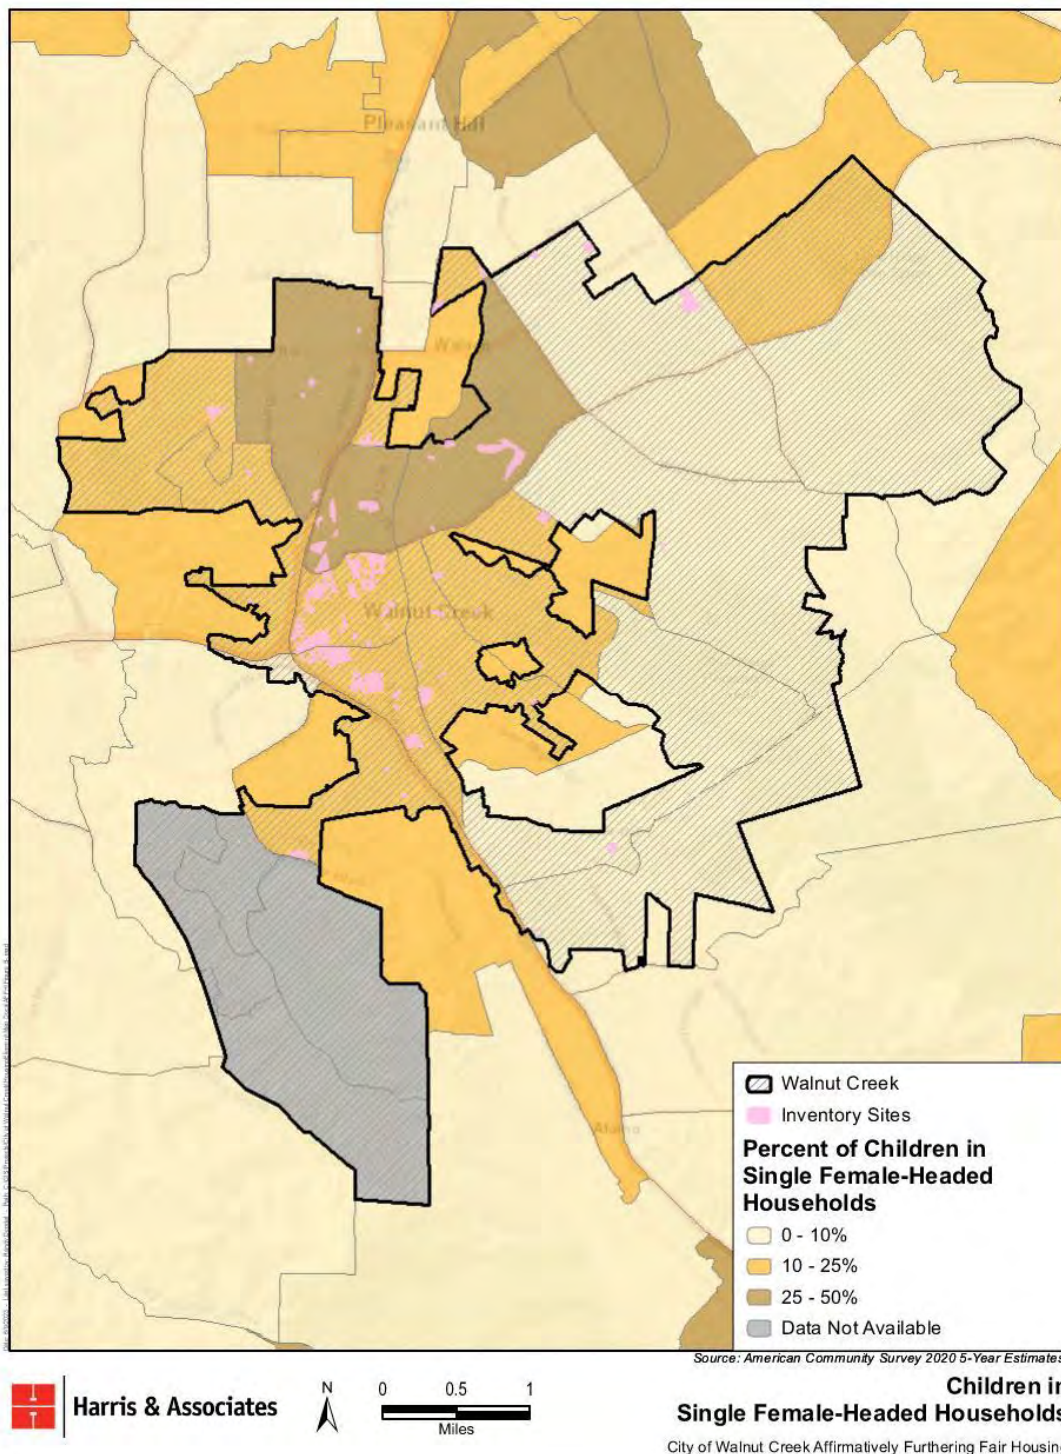 Pleasant Hill
Walnut Creek
Alamo
Walnut Creek
Inventory Sites
Percent of Children in
Single Female-Headed
Households
0 - 10%
10 - 25%
25 - 50%
Data Not Available
Source: American Community Survey 2020 5-Year Estimates
Harris & Associates
N
0 0.5 1
Miles
Children in
Single Female-Headed Households
City of Walnut Creek Affirmatively Furthering Fair Housin